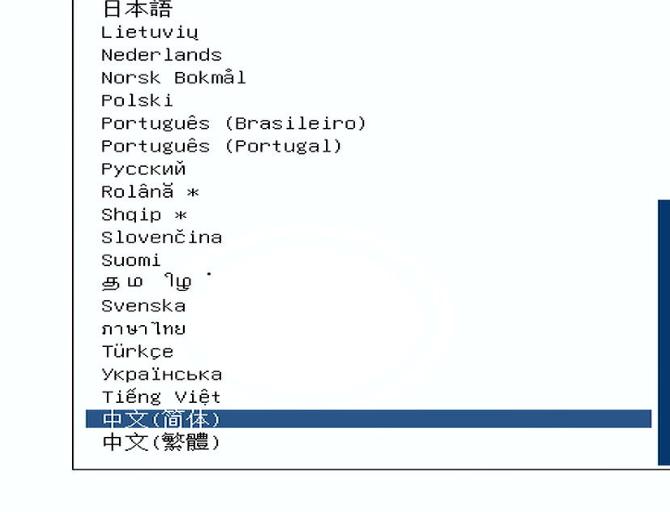 日本語
Lietuvių
Nederlands
Norsk Bokmål
Polski
Português (Brasileiro)
Português (Portugal)
Русский
Rolână *
Shqip *
Slovenčina
Suomi
தமிழ்
Svenska
ภาษาไทย
Türkçe
Українська
Tiếng Việt
中文(简体)
中文(繁體)